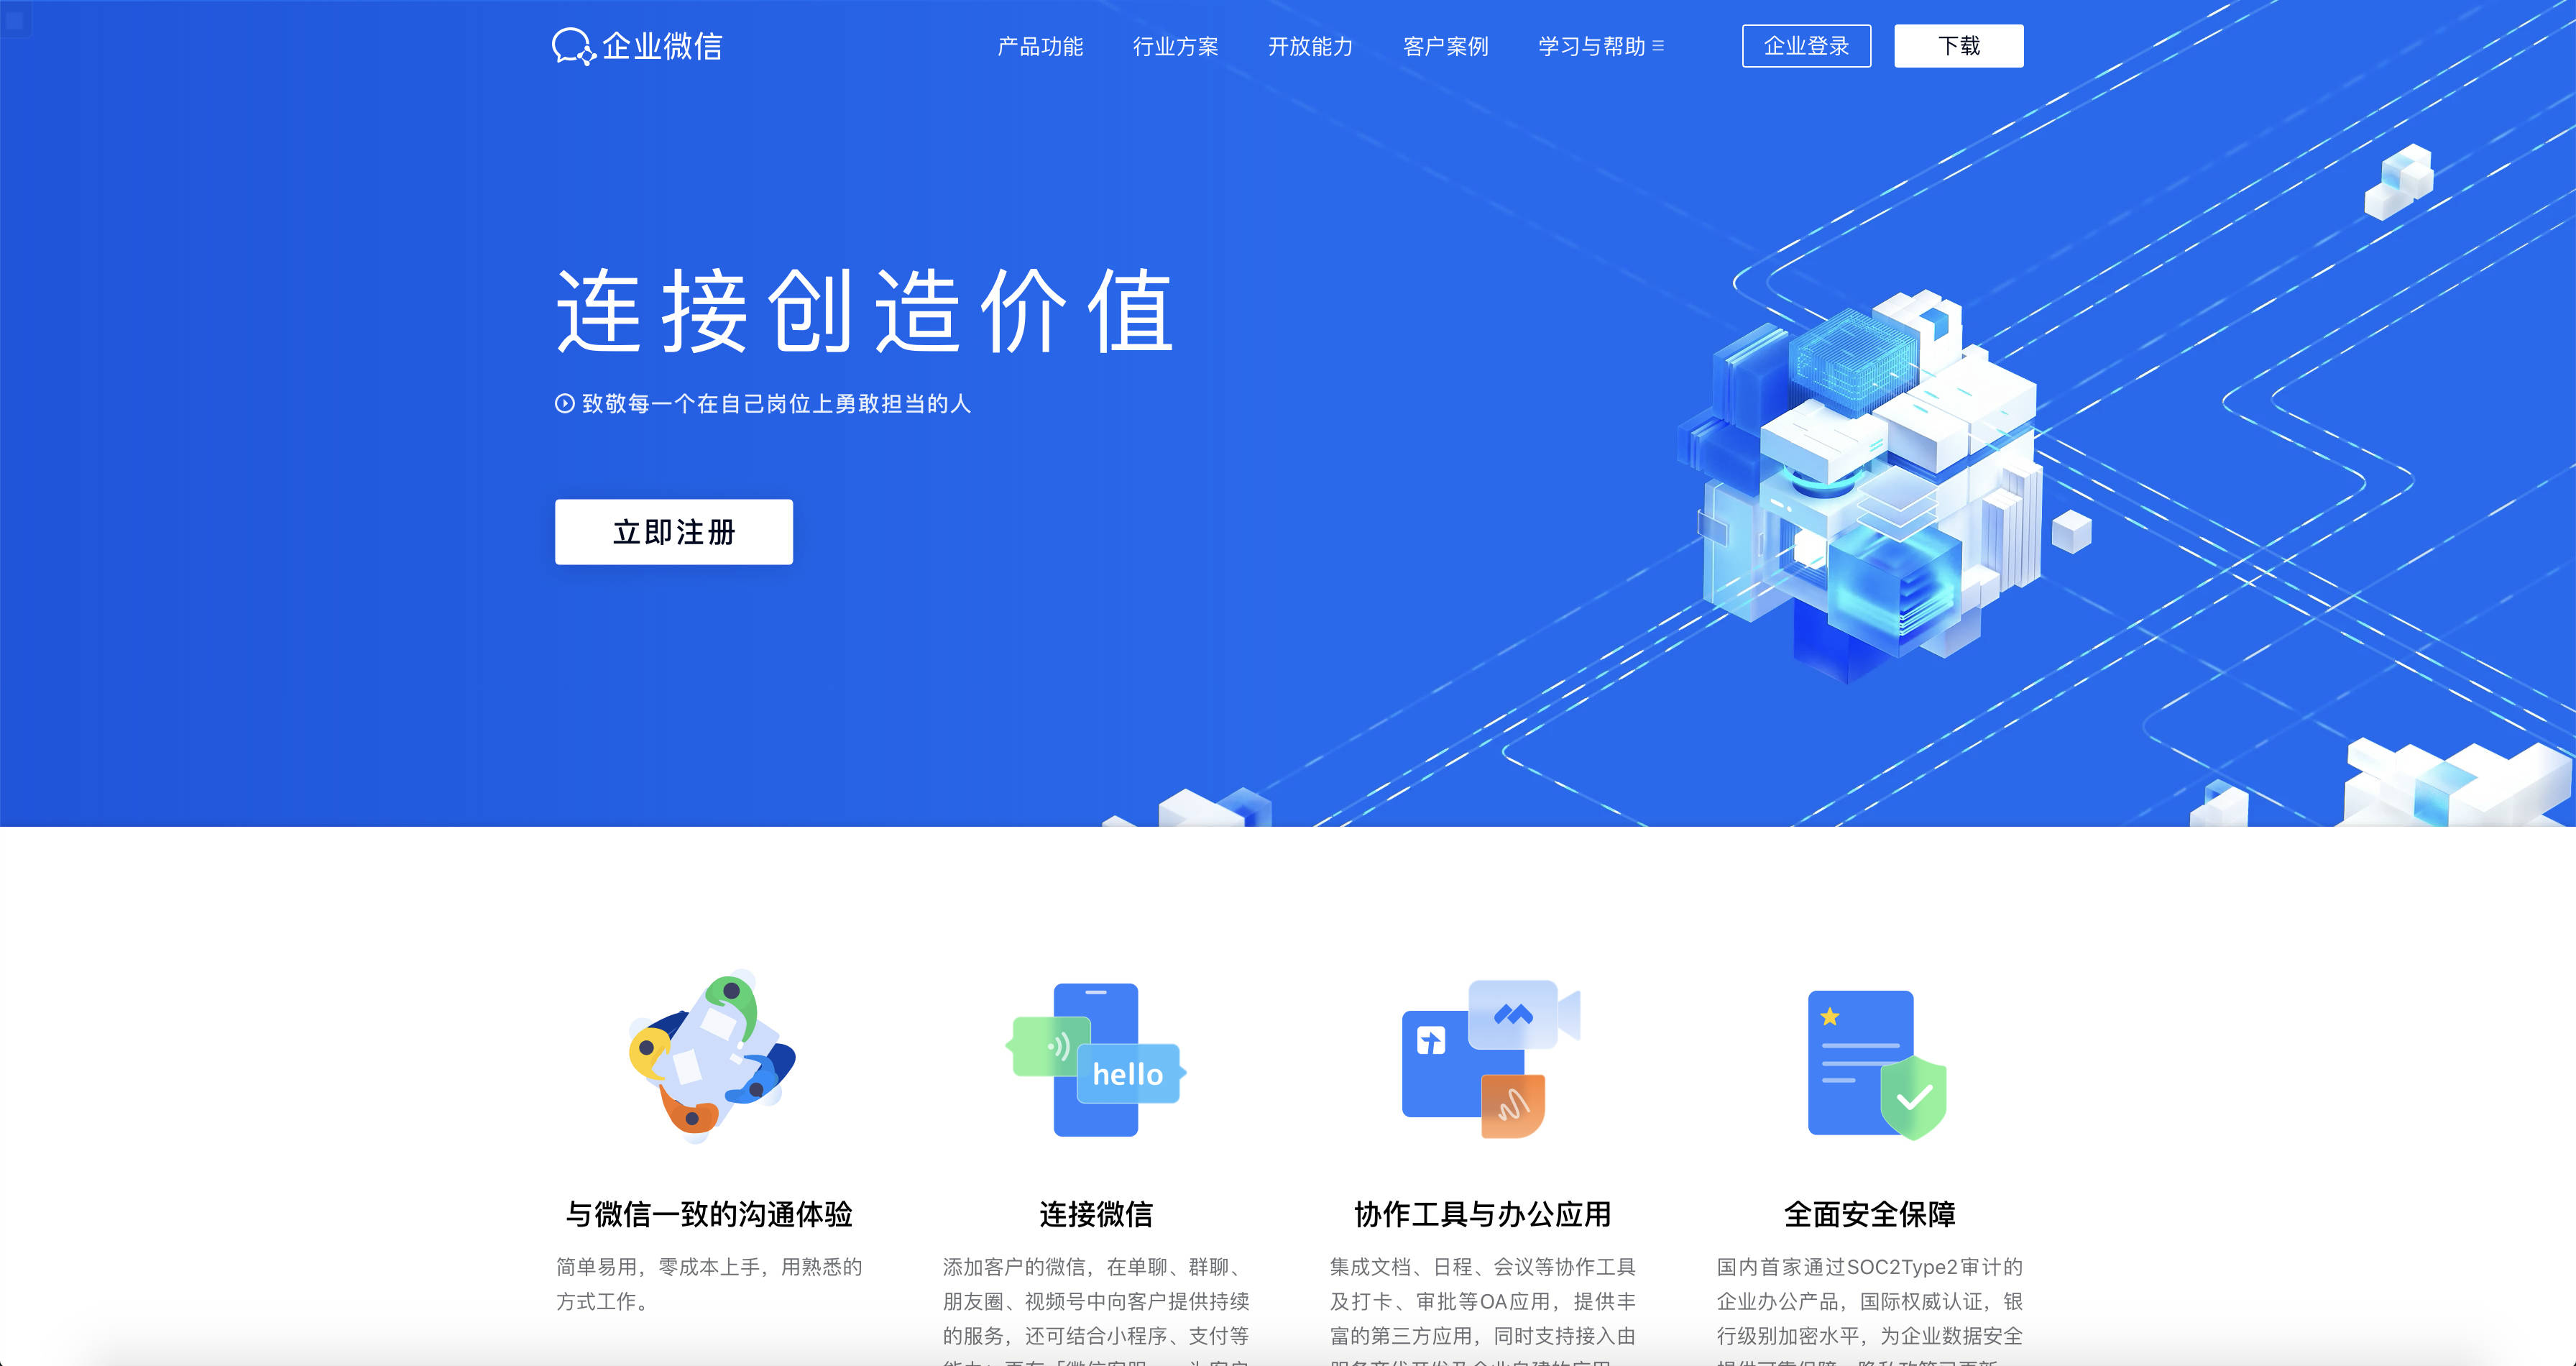 企业微信
产品功能 行业方案 开放能力 客户案例 学习与帮助 企业登录 下载
连接创造价值
致敬每一个在自己岗位上勇敢担当的人
立即注册
hello
与微信一致的沟通体验
简单易用，零成本上手，用熟悉的
方式工作。
连接微信
添加客户的微信，在单聊、群聊、
朋友圈、视频号中向客户提供持续
的服务，还可结合小程序、支付等
协作工具与办公应用
集成文档、日程、会议等协作工具
及打卡、审批等OA应用，提供丰
富的第三方应用，同时支持接入由
全面安全保障
国内首家通过SOC2Type2审计的
企业办公产品，国际权威认证，银
行级别加密水平，为企业数据安全